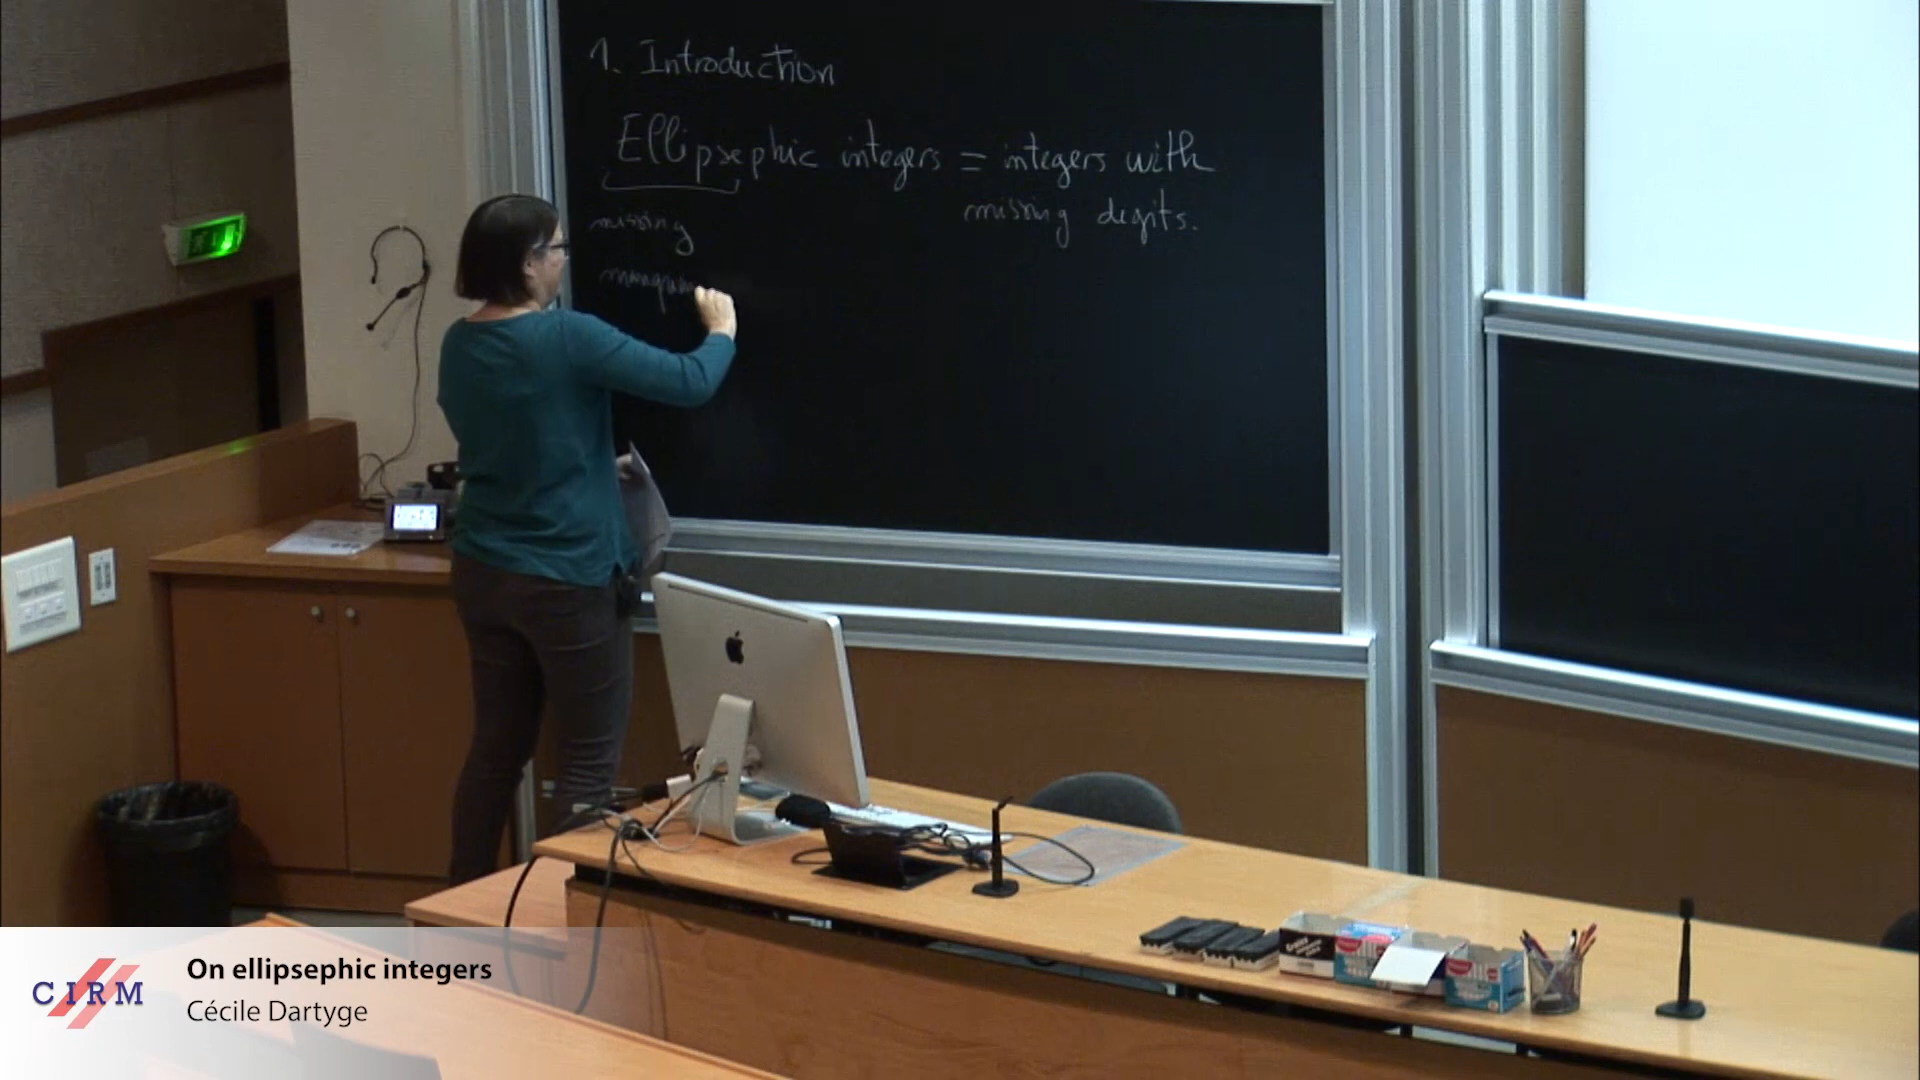 1. Introduction
Ellipsephic integers = integers with
missing digits.
missing
CIRM
On ellipsephic integers
Cécile Dartyge